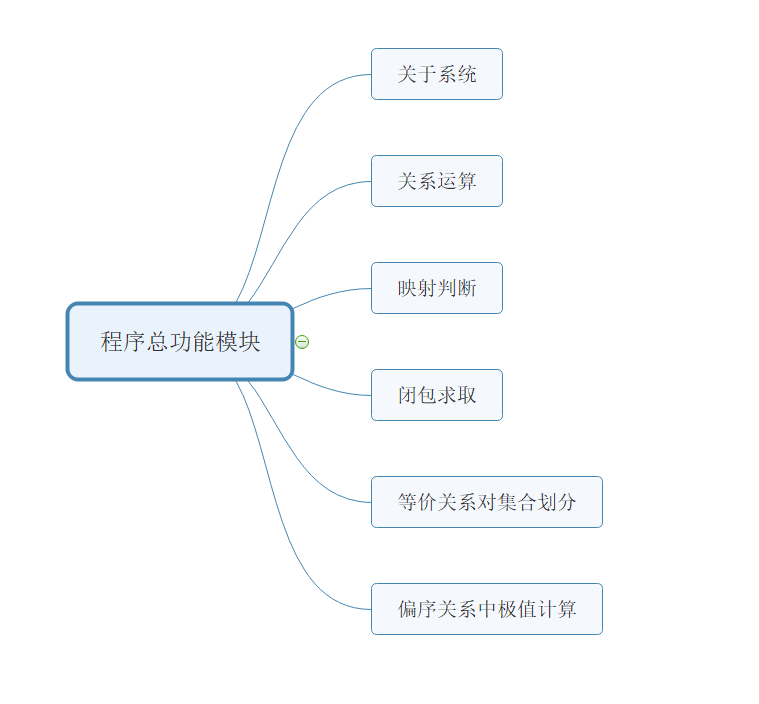 关于系统
关系运算
映射判断
程序总功能模块
闭包求取
等价关系对集合划分
偏序关系中极值计算